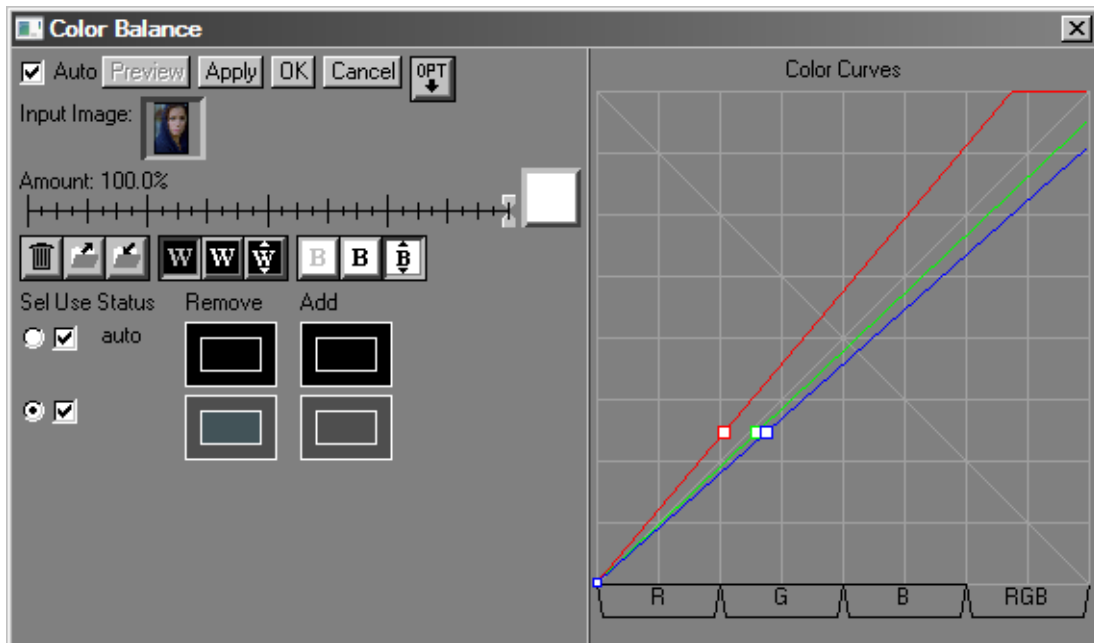 Color Balance
Auto Preview Apply OK Cancel OPT
Input Image:
Amount: 100.0%
W W W B B B
Sel Use Status Remove Add
auto
Color Curves
R G B RGB